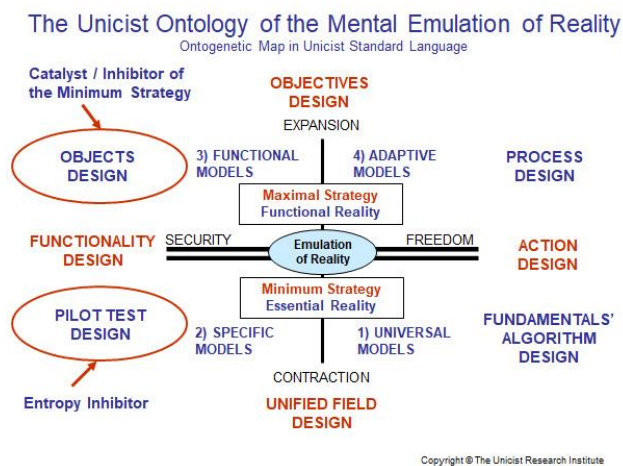 The Unicist Ontology of the Mental Emulation of Reality
Ontogenetic Map in Unicist Standard Language
Catalyst / Inhibitor of
the Minimum Strategy
OBJECTIVES
DESIGN
EXPANSION
OBJECTS
DESIGN
3) FUNCTIONAL
MODELS
4) ADAPTIVE
MODELS
PROCESS
DESIGN
Maximal Strategy
Functional Reality
FUNCTIONALITY
DESIGN
SECURITY
Emulation
of Reality
FREEDOM
ACTION
DESIGN
Minimum Strategy
Essential Reality
PILOT TEST
DESIGN
2) SPECIFIC
MODELS
1) UNIVERSAL
MODELS
FUNDAMENTALS'
ALGORITHM
DESIGN
CONTRACTION
Entropy Inhibitor
UNIFIED FIELD
DESIGN
Copyright © The Unicist Research Institute